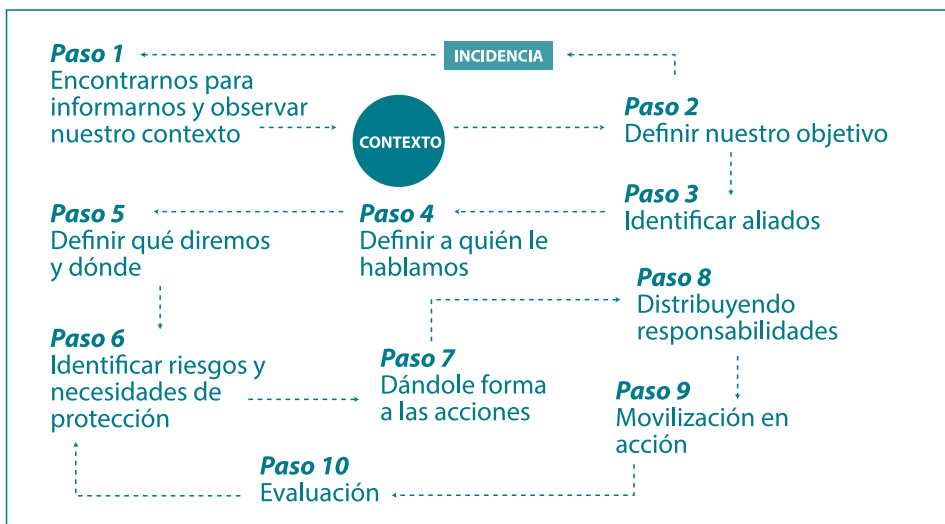 INCIDENCIA
Paso 1
Encontrarnos para
informarnos y observar
nuestro contexto
CONTEXTO
Paso 2
Definir nuestro objetivo
Paso 3
Identificar aliados
Paso 4
Definir a quién le
hablamos
Paso 5
Definir qué diremos
y dónde
Paso 6
Identificar riesgos y
necesidades de
protección
Paso 7
Dándole forma
a las acciones
Paso 8
Distribuyendo
responsabilidades
Paso 9
Movilización en
acción
Paso 10
Evaluación